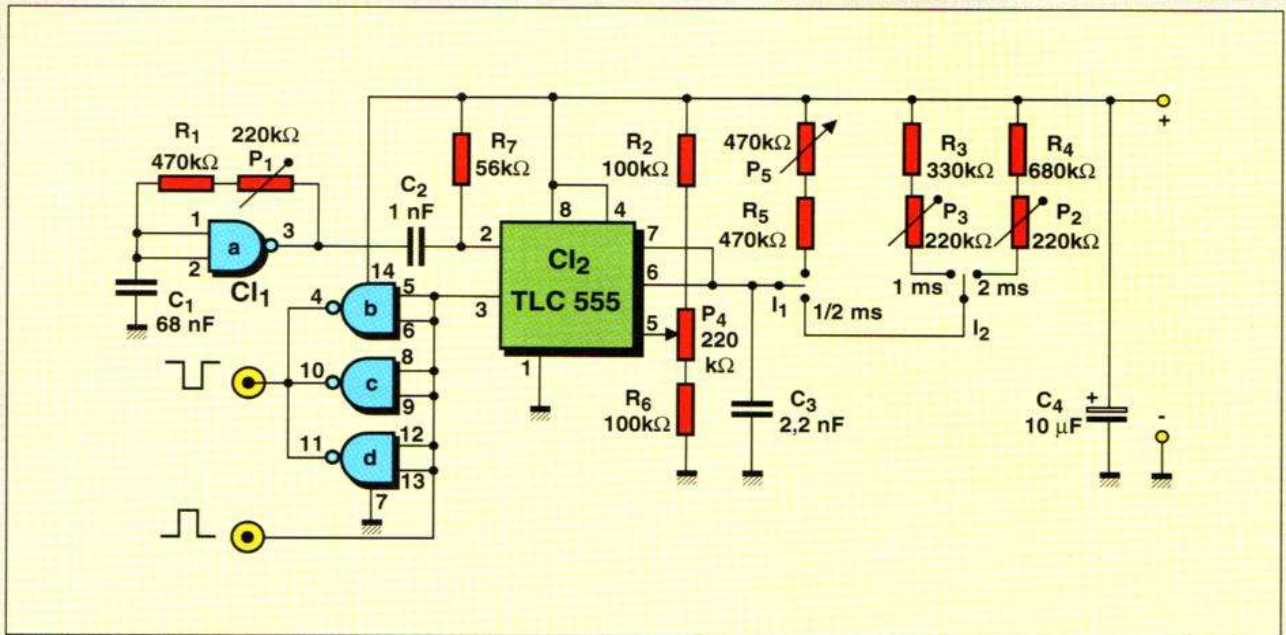 R1
470kΩ
220kΩ
P1
1
2
3
a
CI1
C1
68 nF
C2
1 nF
R7
56kΩ
14
4
b
5
6
10
c
8
9
11
d
12
13
7
2
3
8
4
7
6
5
1
CI2
TLC 555
R2
100kΩ
P4
220
kΩ
R6
100kΩ
470kΩ
P5
R5
470kΩ
I1
1/2 ms
C3
2,2 nF
R3
330kΩ
P3
220kΩ
1 ms
2 ms
I2
R4
680kΩ
P2
220kΩ
C4
+
10 µF
+
-